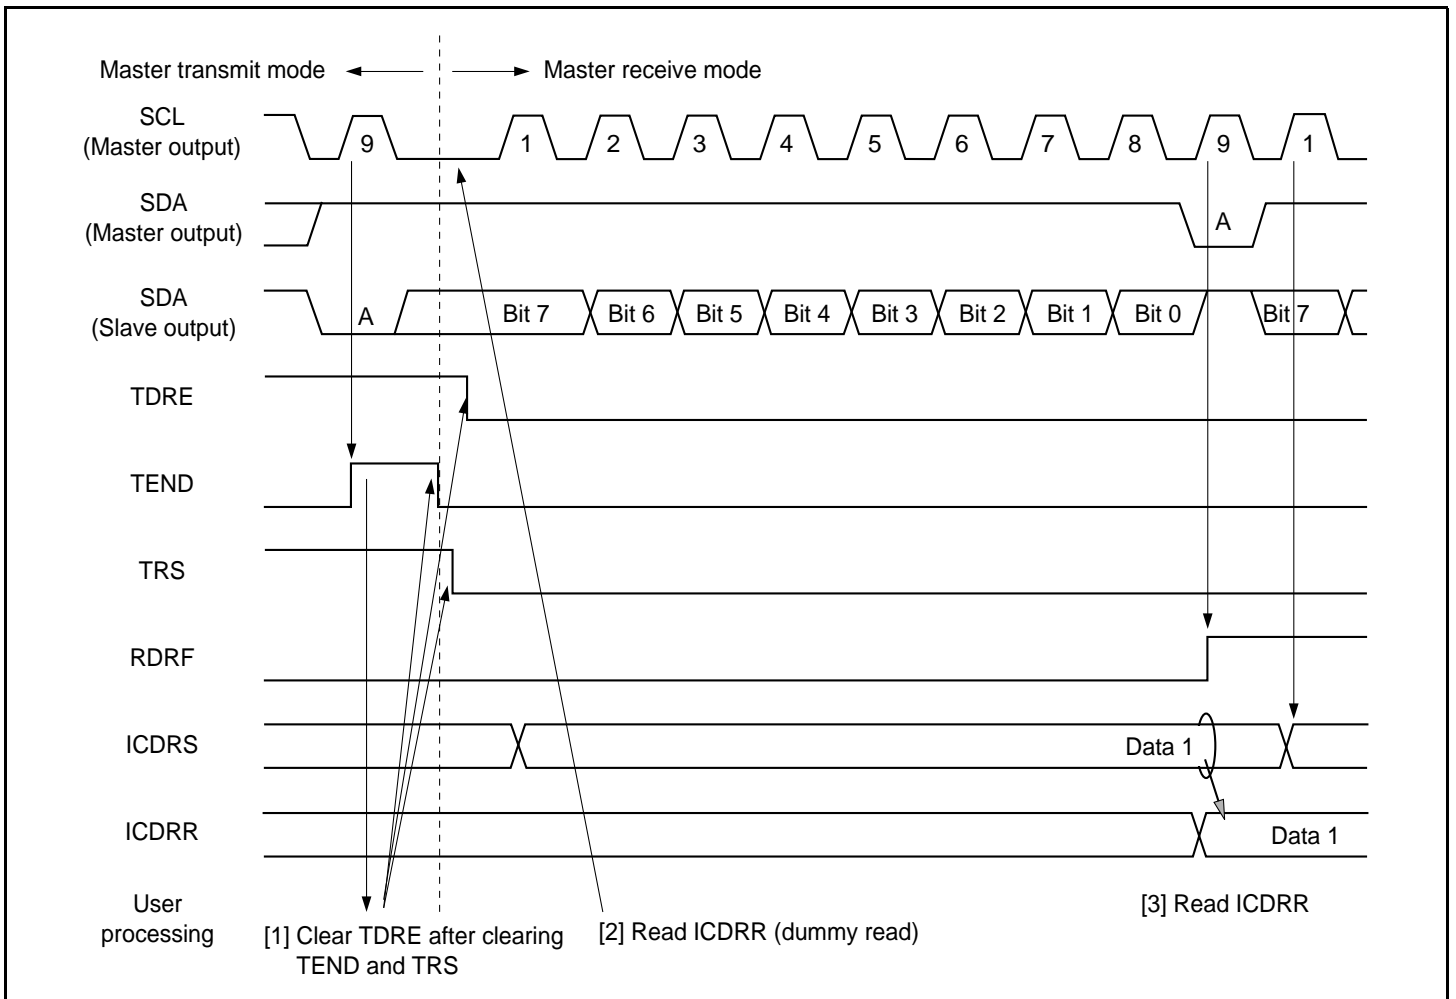 Master transmit mode
Master receive mode
SCL
(Master output)
9
1
2
3
4
5
6
7
8
9
1
SDA
(Master output)
A
SDA
(Slave output)
A
Bit 7
Bit 6
Bit 5
Bit 4
Bit 3
Bit 2
Bit 1
Bit 0
Bit 7
TDRE
TEND
TRS
RDRF
ICDRS
Data 1
ICDRR
Data 1
User
processing
[1] Clear TDRE after clearing
TEND and TRS
[2] Read ICDRR (dummy read)
[3] Read ICDRR